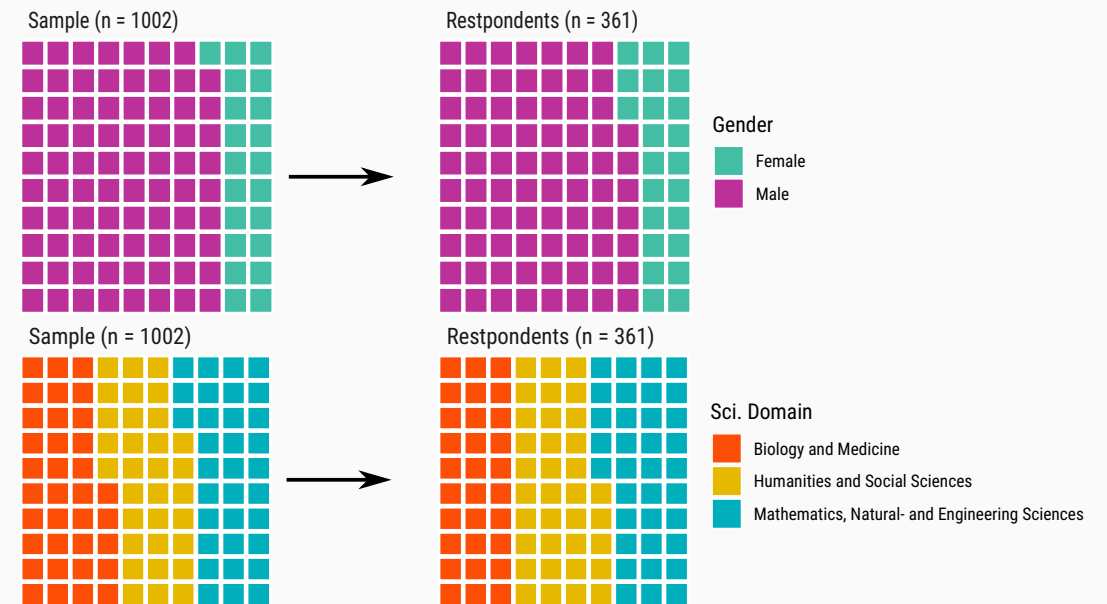 Sample (n = 1002)
Restpondents (n = 361)
Gender
Female
Male
Sample (n = 1002)
Restpondents (n = 361)
Sci. Domain
Biology and Medicine
Humanities and Social Sciences
Mathematics, Natural- and Engineering Sciences